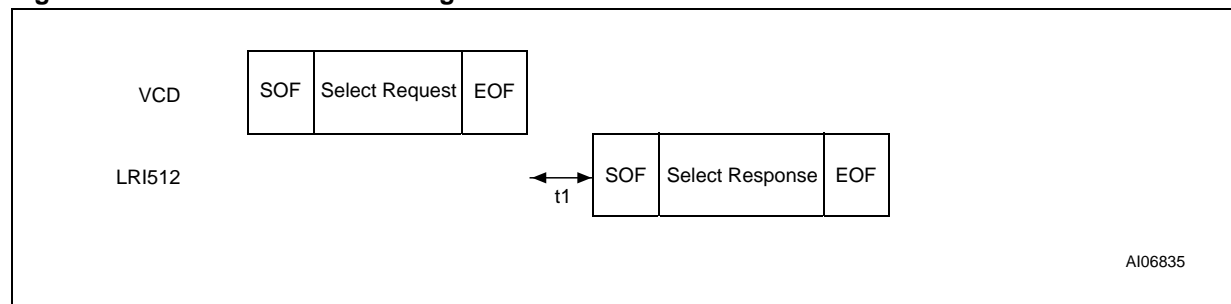 VCD
SOF Select Request EOF
LRI512
t1
SOF Select Response EOF
AI06835